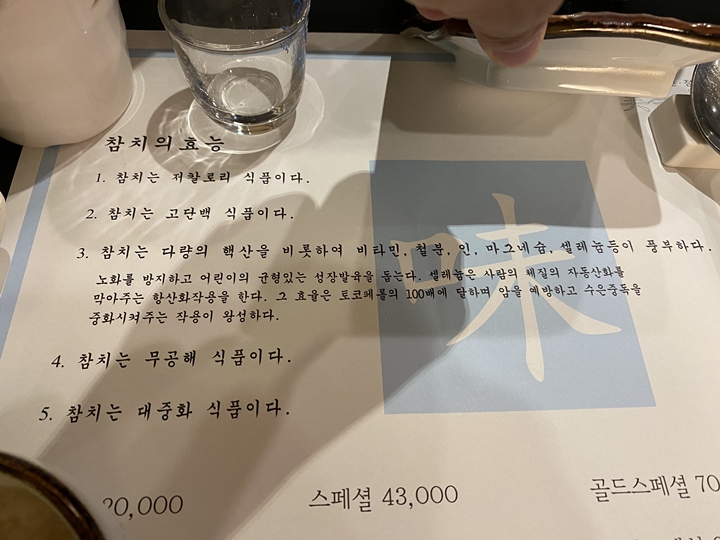 참치의 효능
1. 참치는 저칼로리 식품이다.
2. 참치는 고단백 식품이다.
3. 참치는 다량의 핵산을 비롯하여 비타민, 철분, 인, 마그네슘, 셀레늄등이 풍부하다.
노화를 방지하고 어린이의 균형있는 성장발육을 돕는다. 셀레늄은 사람의 체질의 자동산화를
막아주는 항산화작용을 한다. 그 효율은 토코페롤의 100배에 달하며 암을 예방하고 수은중독을
중화시켜주는 작용이 왕성하다.
4. 참치는 무공해 식품이다.
5. 참치는 대중화 식품이다.
味
0,000 스페셜 43,000 골드스페셜 70